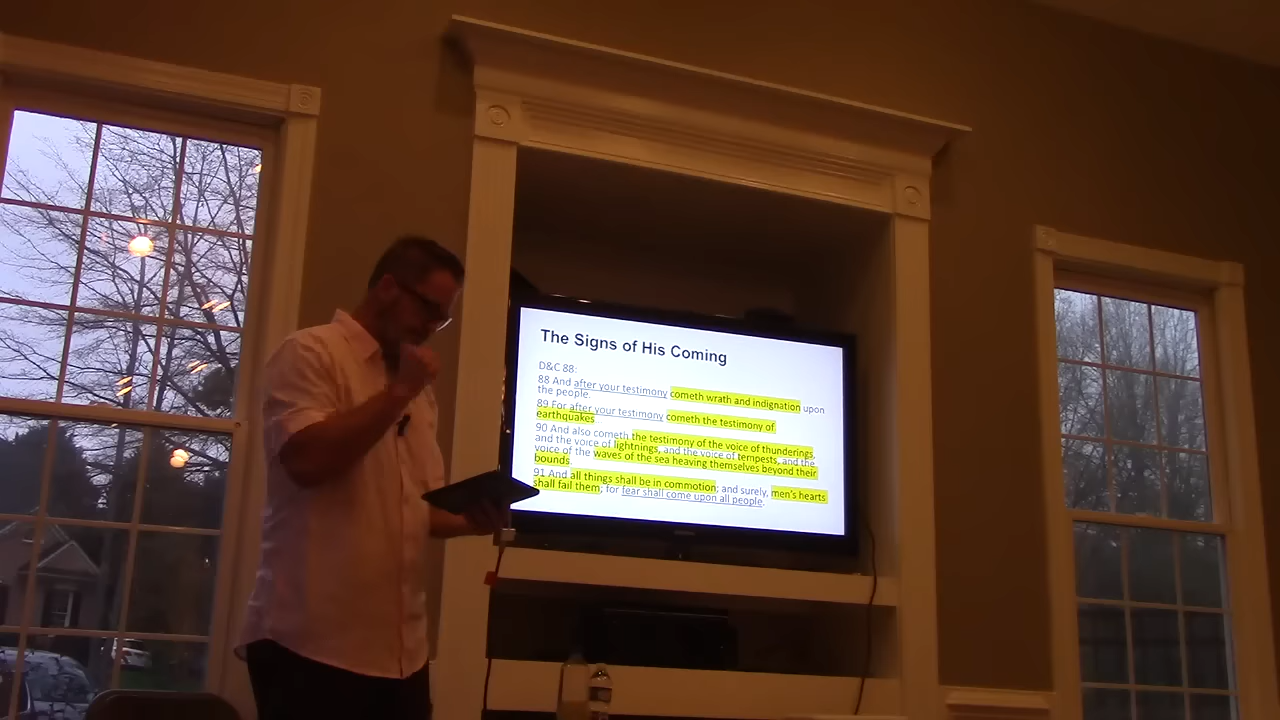 The Signs of His Coming
D&C 88:
88 And after your testimony cometh wrath and indignation upon
the people.
89 For after your testimony cometh the testimony of
earthquakes
90 And also cometh the testimony of the voice of thunderings,
and the voice of lightnings, and the voice of tempests, and the
voice of the waves of the sea heaving themselves beyond their
bounds.
91 And all things shall be in commotion; and surely, men's hearts
shall fail them; for fear shall come upon all people.